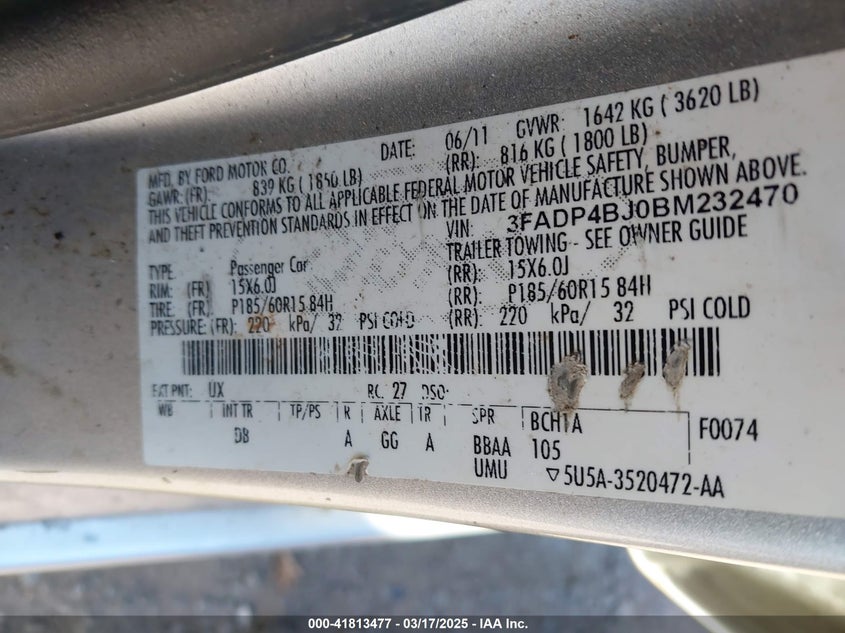 MFD. BY FORD MOTOR CO.
DATE: 06/11 GVWR: 1642 KG ( 3620 LB)
GAWR: (FR) 839 KG ( 1850 LB) (RR): 816 KG ( 1800 LB)
THIS VEHICLE CONFORMS TO ALL APPLICABLE FEDERAL MOTOR VEHICLE SAFETY, BUMPER,
AND THEFT PREVENTION STANDARDS IN EFFECT ON THE DATE OF MANUFACTURE SHOWN ABOVE.
VIN: 3FADP4BJ0BM232470
TYPE: Passenger Car TRAILER TOWING - SEE OWNER GUIDE
RIM: (FR) 15X6.0J (RR): 15X6.0J
TIRE: (FR) P185/60R15 84H (RR): P185/60R15 84H
PRESSURE: (FR): 220 kPa/ 32 PSI COLD (RR): 220 kPa/ 32 PSI COLD
EXT PNT: UX RC: 27 DSO:
WB INT TR TP/PS R AXLE TR SPR BCHTA F0074
D8 A GG A BBAA 105
UMU ▽5U5A-3520472-AA
000-41813477 - 03/17/2025 - IAA Inc.